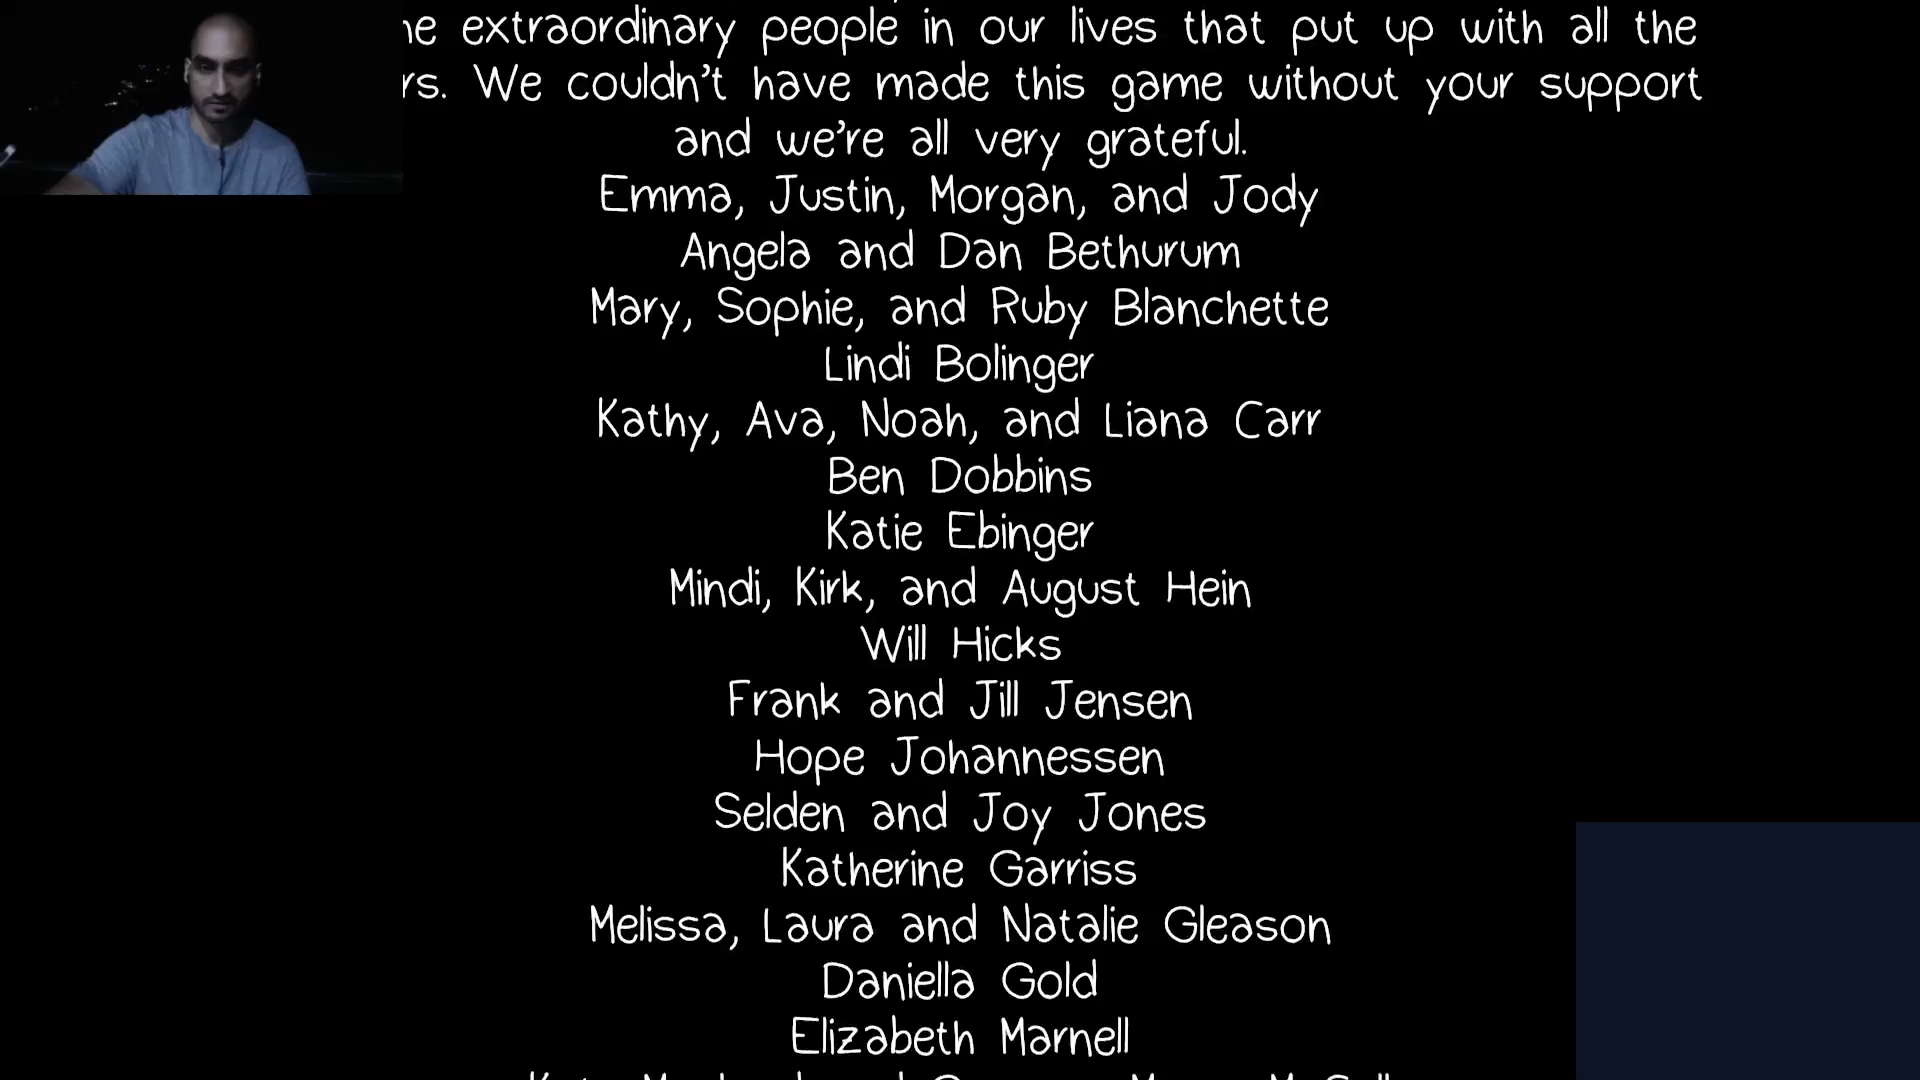 extraordinary people in our lives that put up with all the
We couldn't have made this game without your support
and we're all very grateful.
Emma, Justin, Morgan, and Jody
Angela and Dan Bethurum
Mary, Sophie, and Ruby Blanchette
Lindi Bolinger
Kathy, Ava, Noah, and Liana Carr
Ben Dobbins
Katie Ebinger
Mindi, Kirk, and August Hein
Will Hicks
Frank and Jill Jensen
Hope Johannessen
Selden and Joy Jones
Katherine Garriss
Melissa, Laura and Natalie Gleason
Daniella Gold
Elizabeth Marnell